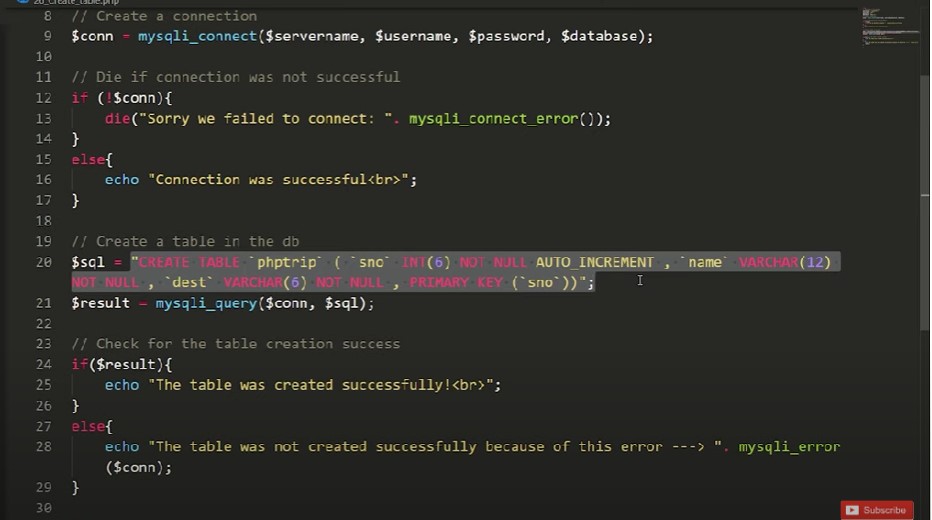 20_Create_table.php
8 // Create a connection
9 $conn = mysqli_connect($servername, $username, $password, $database);
10
11 // Die if connection was not successful
12 if (!$conn){
13 die("Sorry we failed to connect: ". mysqli_connect_error());
14 }
15 else{
16 echo "Connection was successful<br>";
17 }
18
19 // Create a table in the db
20 $sql = "CREATE TABLE `phptrip` ( `sno` INT(6) NOT NULL AUTO_INCREMENT , `name` VARCHAR(12)
NOT NULL , `dest` VARCHAR(6) NOT NULL , PRIMARY KEY (`sno`))";
21 $result = mysqli_query($conn, $sql);
22
23 // Check for the table creation success
24 if($result){
25 echo "The table was created successfully!<br>";
26 }
27 else{
28 echo "The table was not created successfully because of this error ---> ". mysqli_error
($conn);
29 }
30
Subscribe